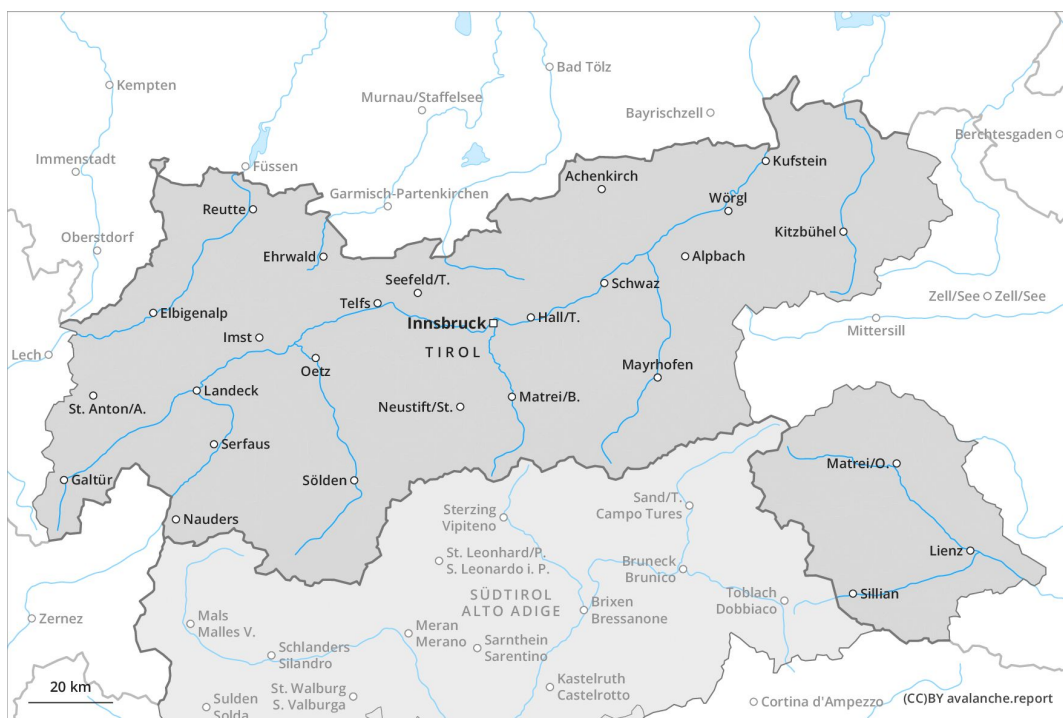 Kempten
Bad Tölz
Murnau/Staffelsee
Bayrischzell
Berchtesgaden
Immenstadt
Füssen
Kufstein
Achenkirch
Garmisch-Partenkirchen
Wörgl
Reutte
Kitzbühel
Oberstdorf
Ehrwald
Alpbach
Seefeld/T.
Schwaz
Telfs
Zell/See
Zell/See
Elbigenalp
Innsbruck
Hall/T.
Mittersill
Imst
TIROL
Lech
Oetz
Mayrhofen
Landeck
Matrei/B.
St. Anton/A.
Neustift/St.
Serfaus
Matrei/O.
Galtür
Sölden
Sand/T.
Campo Tures
Nauders
Sterzing
Vipiteno
Lienz
St. Leonhard/P.
S. Leonardo i. P.
Bruneck
Brunico
SÜDTIROL
ALTO ADIGE
Toblach
Dobbiaco
Sillian
Brixen
Bressanone
Zernez
Mals
Malles V.
Meran
Merano
Sarnthein
Sarentino
Schlanders
Silandro
20 km
St. Walburg
S. Valburga
Kastelruth
Castelrotto
Sulden
Solda
Cortina d'Ampezzo
(CC)BY avalanche.report